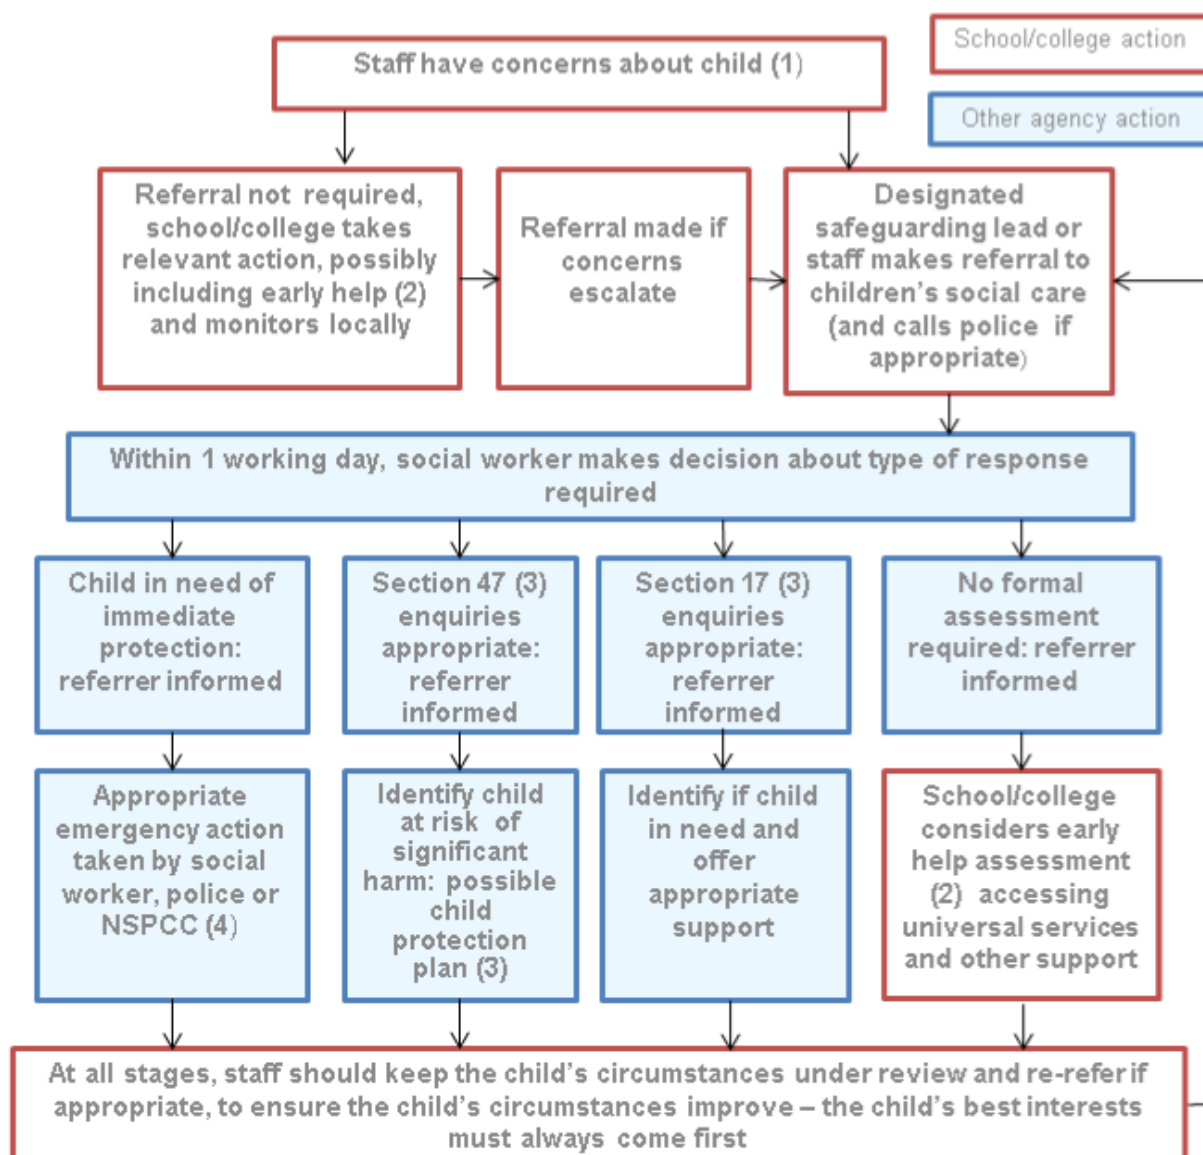 School/college action
Staff have concerns about child (1)
Other agency action
Referral not required,
school/college takes
relevant action, possibly
including early help (2)
and monitors locally
Referral made if
concerns
escalate
Designated
safeguarding lead or
staff makes referral to
children's social care
(and calls police if
appropriate)
Within 1 working day, social worker makes decision about type of response
required
Child in need of
immediate
protection:
referrer informed
Section 47 (3)
enquiries
appropriate:
referrer
informed
Section 17 (3)
enquiries
appropriate:
referrer
informed
No formal
assessment
required: referrer
informed
Appropriate
emergency action
taken by social
worker, police or
NSPCC (4)
Identify child
at risk of
significant
harm: possible
child
protection
plan (3)
Identify if child
in need and
offer
appropriate
support
School/college
considers early
help assessment
(2) accessing
universal services
and other support
At all stages, staff should keep the child's circumstances under review and re-refer if
appropriate, to ensure the child's circumstances improve – the child's best interests
must always come first